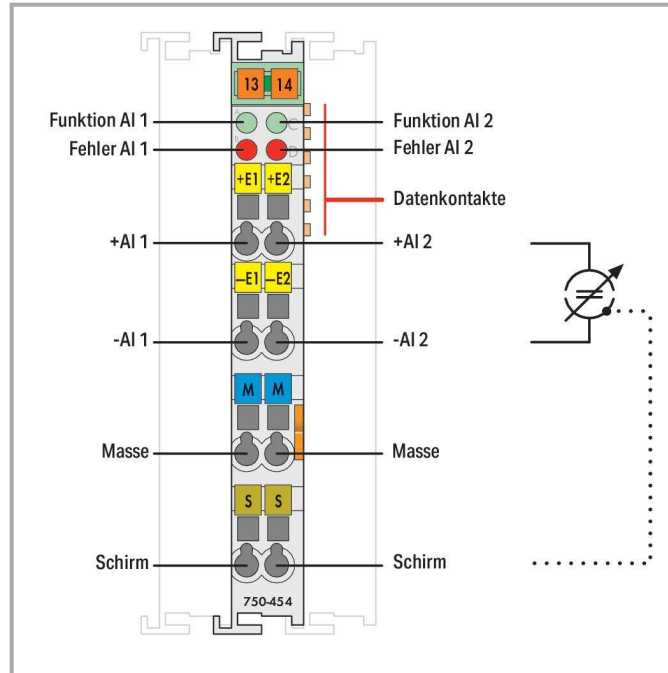 13 14
Funktion AI 1
Funktion AI 2
A
C
Fehler AI 1
Fehler AI 2
B
D
+E1 +E2
Datenkontakte
+AI 1
+AI 2
–E1 –E2
-AI 1
-AI 2
M M
Masse
Masse
S S
Schirm
Schirm
750-454